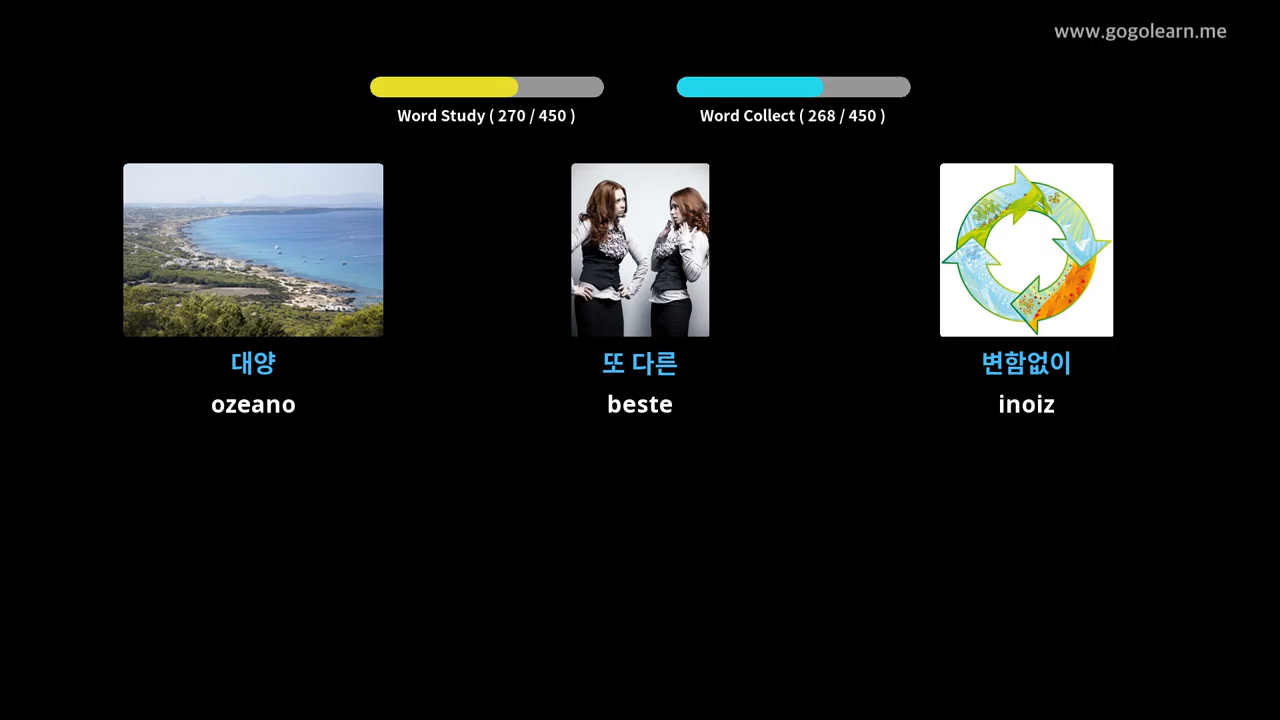 www.gogolearn.me
Word Study ( 270 / 450 )
Word Collect ( 268 / 450 )
대양
또 다른
변함없이
ozeano
beste
inoiz